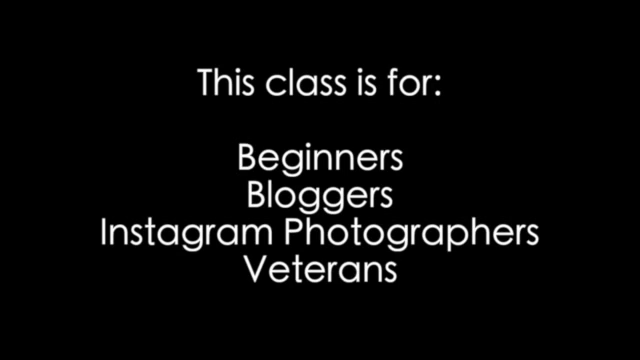 This class is for:
Beginners
Bloggers
Instagram Photographers
Veterans